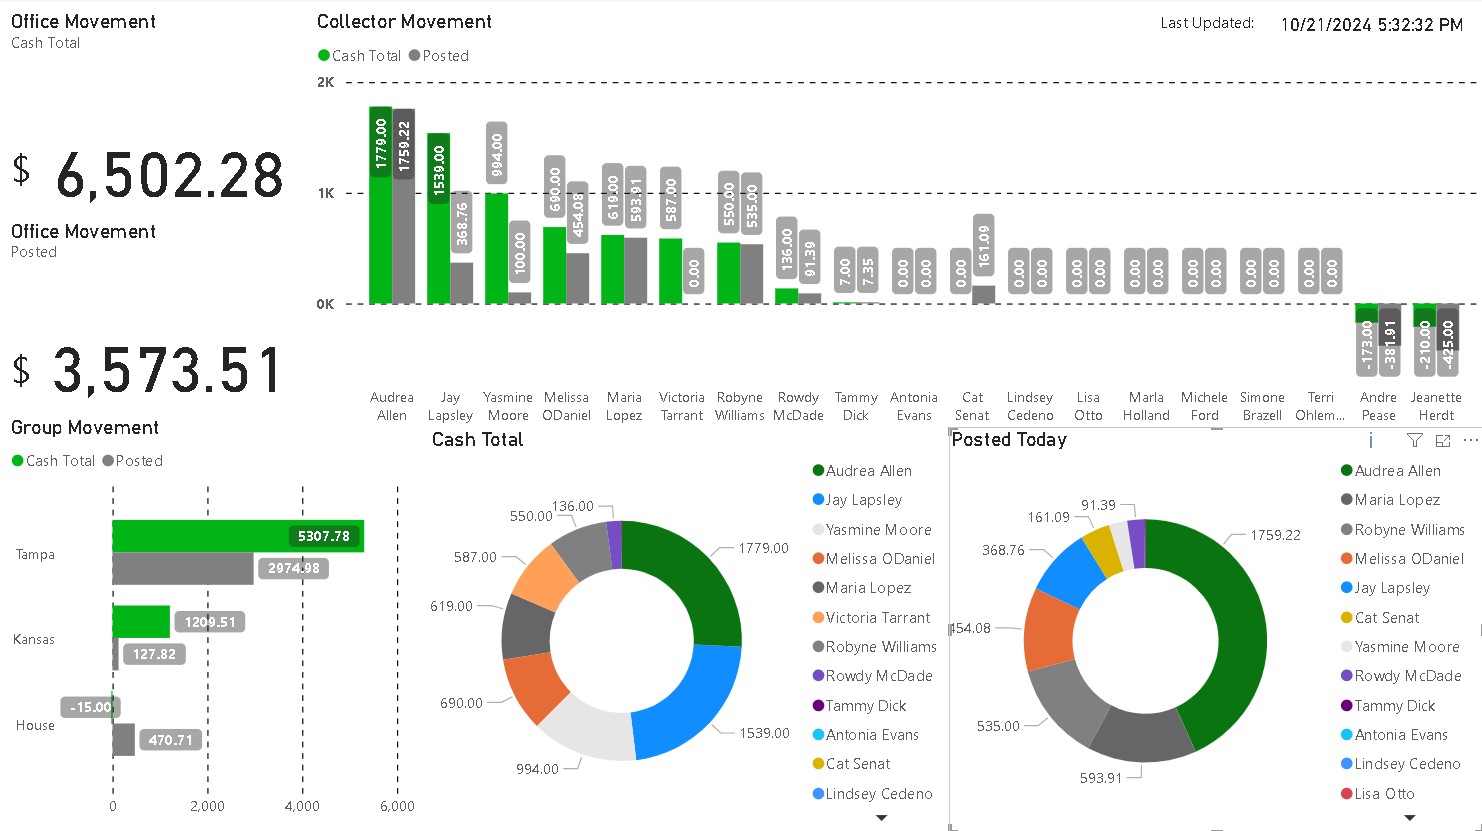 Office Movement
Cash Total
$ 6,502.28
Office Movement
Posted
$ 3,573.51
Collector Movement
Last Updated: 10/21/2024 5:32:32 PM
Cash Total Posted
2K
1K
0K
1779.00 1759.22 1539.00 368.76 994.00 100.00 690.00 454.08 619.00 593.91 587.00 0.00 550.00 535.00 136.00 91.39 7.00 7.35 0.00 0.00 0.00 161.09 0.00 0.00 0.00 0.00 0.00 0.00 0.00 0.00 0.00 0.00 0.00 0.00 -173.00 -381.91 -210.00 -425.00
Audrea Allen
Jay Lapsley
Yasmine Moore
Melissa ODaniel
Maria Lopez
Victoria Tarrant
Robyne Williams
Rowdy McDade
Tammy Dick
Antonia Evans
Cat Senat
Lindsey Cedeno
Lisa Otto
Marla Holland
Michele Ford
Simone Brazell
Terri Ohlem...
Andre Pease
Jeanette Herdt
Group Movement
Cash Total Posted
Tampa
5307.78
2974.98
Kansas
1209.51
127.82
House
-15.00
470.71
0 2,000 4,000 6,000
Cash Total
136.00
550.00
587.00
619.00
690.00
994.00
1779.00
1539.00
Audrea Allen
Jay Lapsley
Yasmine Moore
Melissa ODaniel
Maria Lopez
Victoria Tarrant
Robyne Williams
Rowdy McDade
Tammy Dick
Antonia Evans
Cat Senat
Lindsey Cedeno
Posted Today
i ...
91.39
161.09
368.76
454.08
535.00
593.91
1759.22
Audrea Allen
Maria Lopez
Robyne Williams
Melissa ODaniel
Jay Lapsley
Cat Senat
Yasmine Moore
Rowdy McDade
Tammy Dick
Antonia Evans
Lindsey Cedeno
Lisa Otto